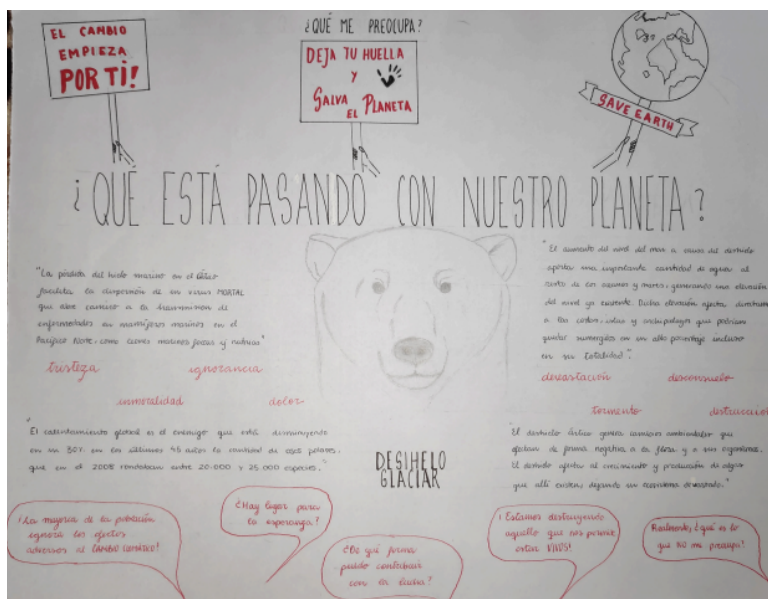 EL CAMBIO
EMPIEZA
POR TI!
¿QUÉ ME PREOCUPA?
DEJA TU HUELLA
Y
SALVA
EL PLANETA
SAVE EARTH
¿QUÉ ESTÁ PASANDO CON NUESTRO PLANETA?
"La pérdida del hielo marino en el
facilita la dispersión de un virus MORTAL
que abre camino a la transmisión de
enfermedades en mamíferos marinos en el
Pacífico Norte, como leones marinos focas y nutrias"
tristeza ignorancia
inmoralidad dolor
"El calentamiento global es el enemigo que está disminuyendo
en un 30% en los últimos 45 años la cantidad de osos polares,
que en el 2008 rondaban entre 20.000 y 25.000 especies."
"El aumento del nivel del mar a causa del deshielo
aporta una importante cantidad de agua al
resto de los océanos y mares, generando una elevación
del nivel ya existente. Dicha elevación afecta directamente
a las costas, islas y archipiélagos que podrían
quedar sumergidos en un alto porcentaje incluso
en su totalidad".
devastación desconsuelo
tormento destrucción
"El deshielo ártico genera cambios ambientales que
afectan de forma negativa a la flora y a sus organismos.
El deshielo afecta al crecimiento y producción de algas
que allí existen, dejando un ecosistema devastado."
DESIHELO
GLACIAR
¡La mayoría de la población
ignora los efectos
adversos al CAMBIO CLIMÁTICO!
¿Hay lugar para
la esperanza?
¿De qué forma
puedo contribuir
con la lucha?
¡Estamos destruyendo
aquello que nos permite
estar VIVOS!
Realmente, ¿qué es lo
que NO me preocupa?